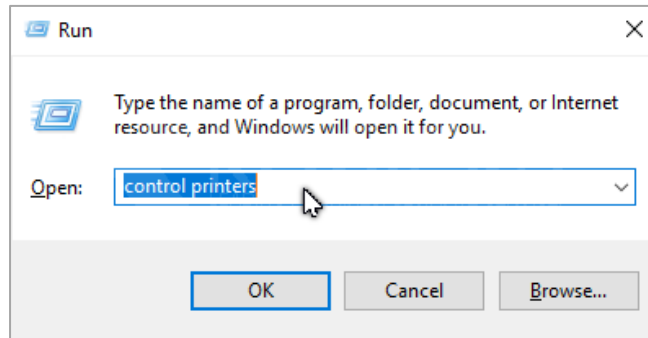 Run
Type the name of a program, folder, document, or Internet
resource, and Windows will open it for you.
Open: control printers
OK Cancel Browse...